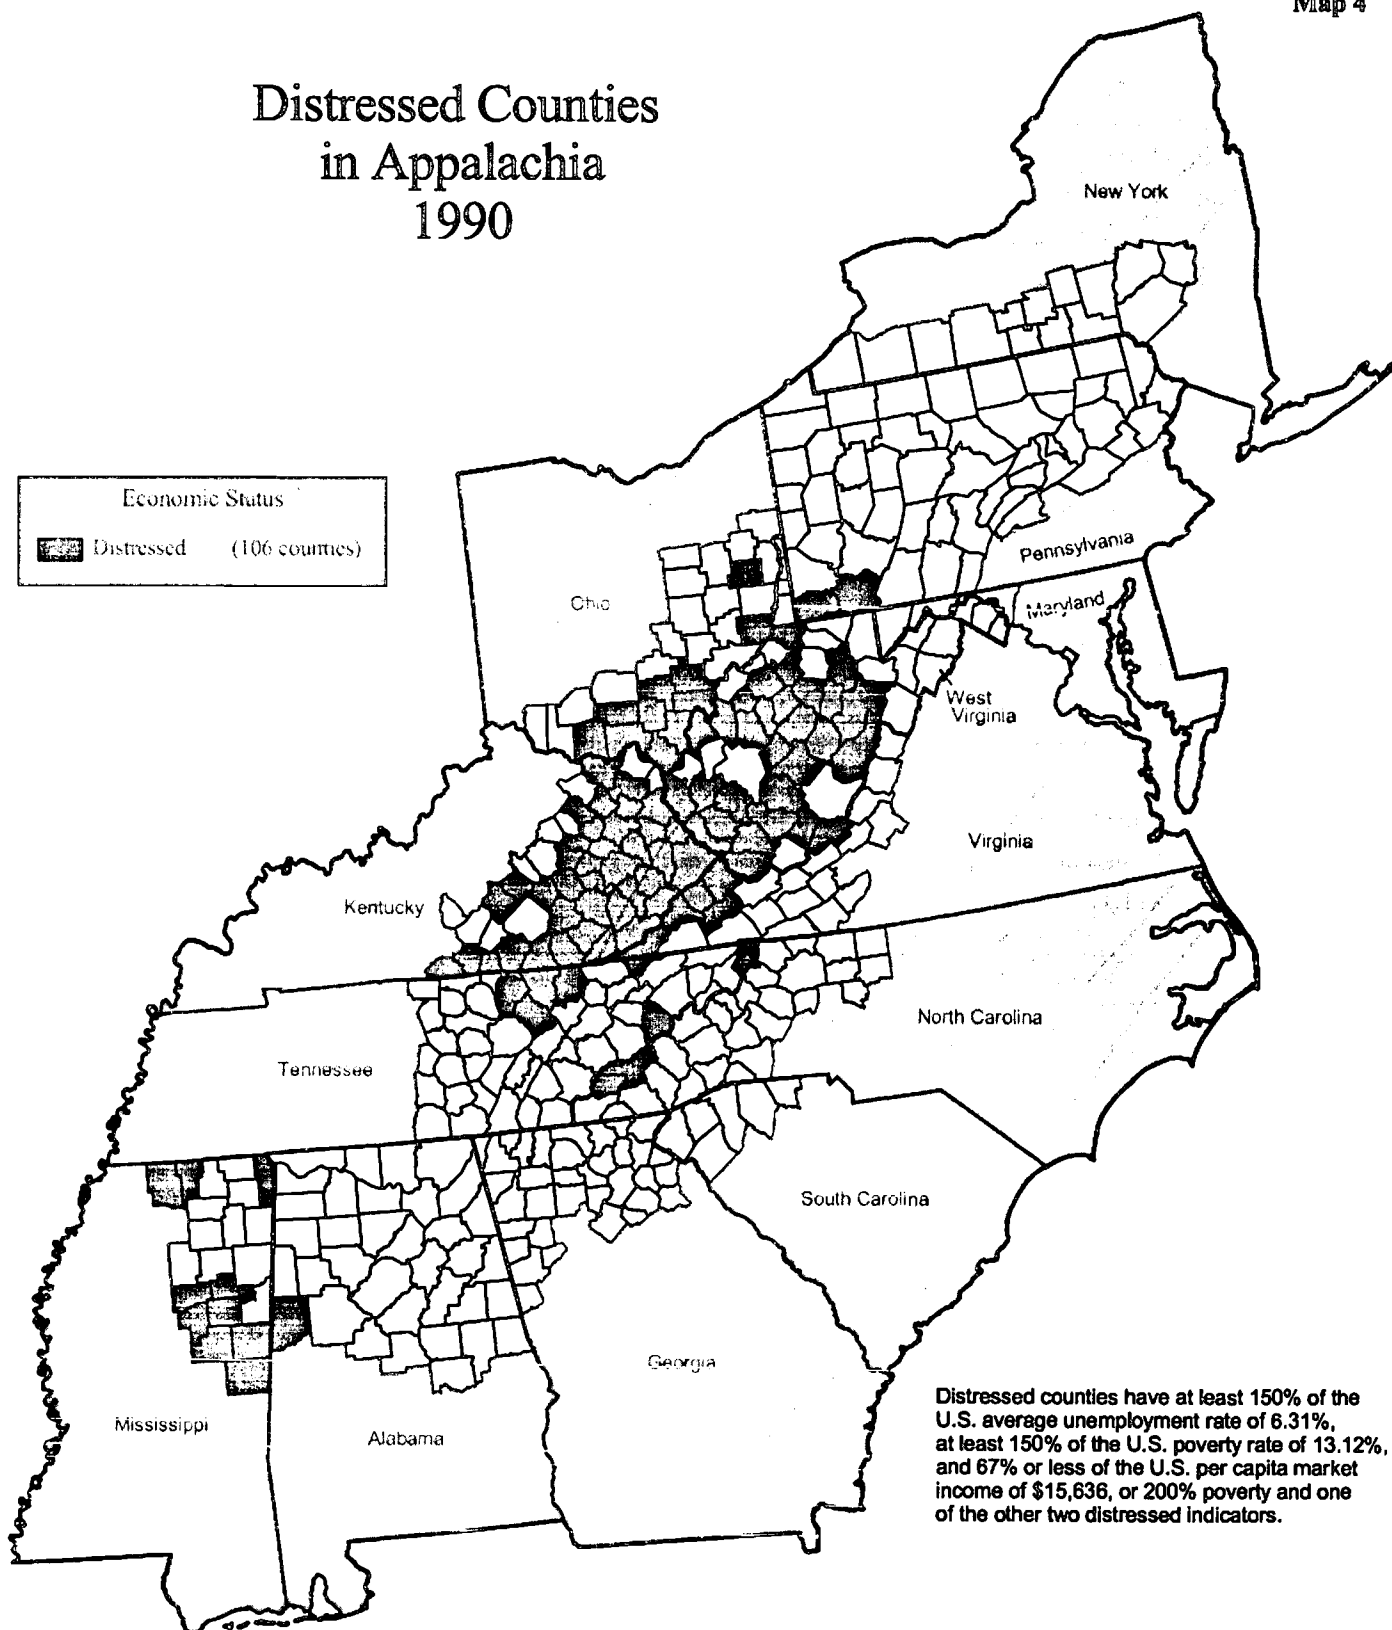 Map 4
Distressed Counties
in Appalachia
1990
New York
Economic Status
Distressed (106 counties)
Pennsylvania
Ohio
Maryland
West
Virginia
Virginia
Kentucky
North Carolina
Tennessee
South Carolina
Georgia
Mississippi
Alabama
Distressed counties have at least 150% of the
U.S. average unemployment rate of 6.31%,
at least 150% of the U.S. poverty rate of 13.12%,
and 67% or less of the U.S. per capita market
income of $15,636, or 200% poverty and one
of the other two distressed indicators.